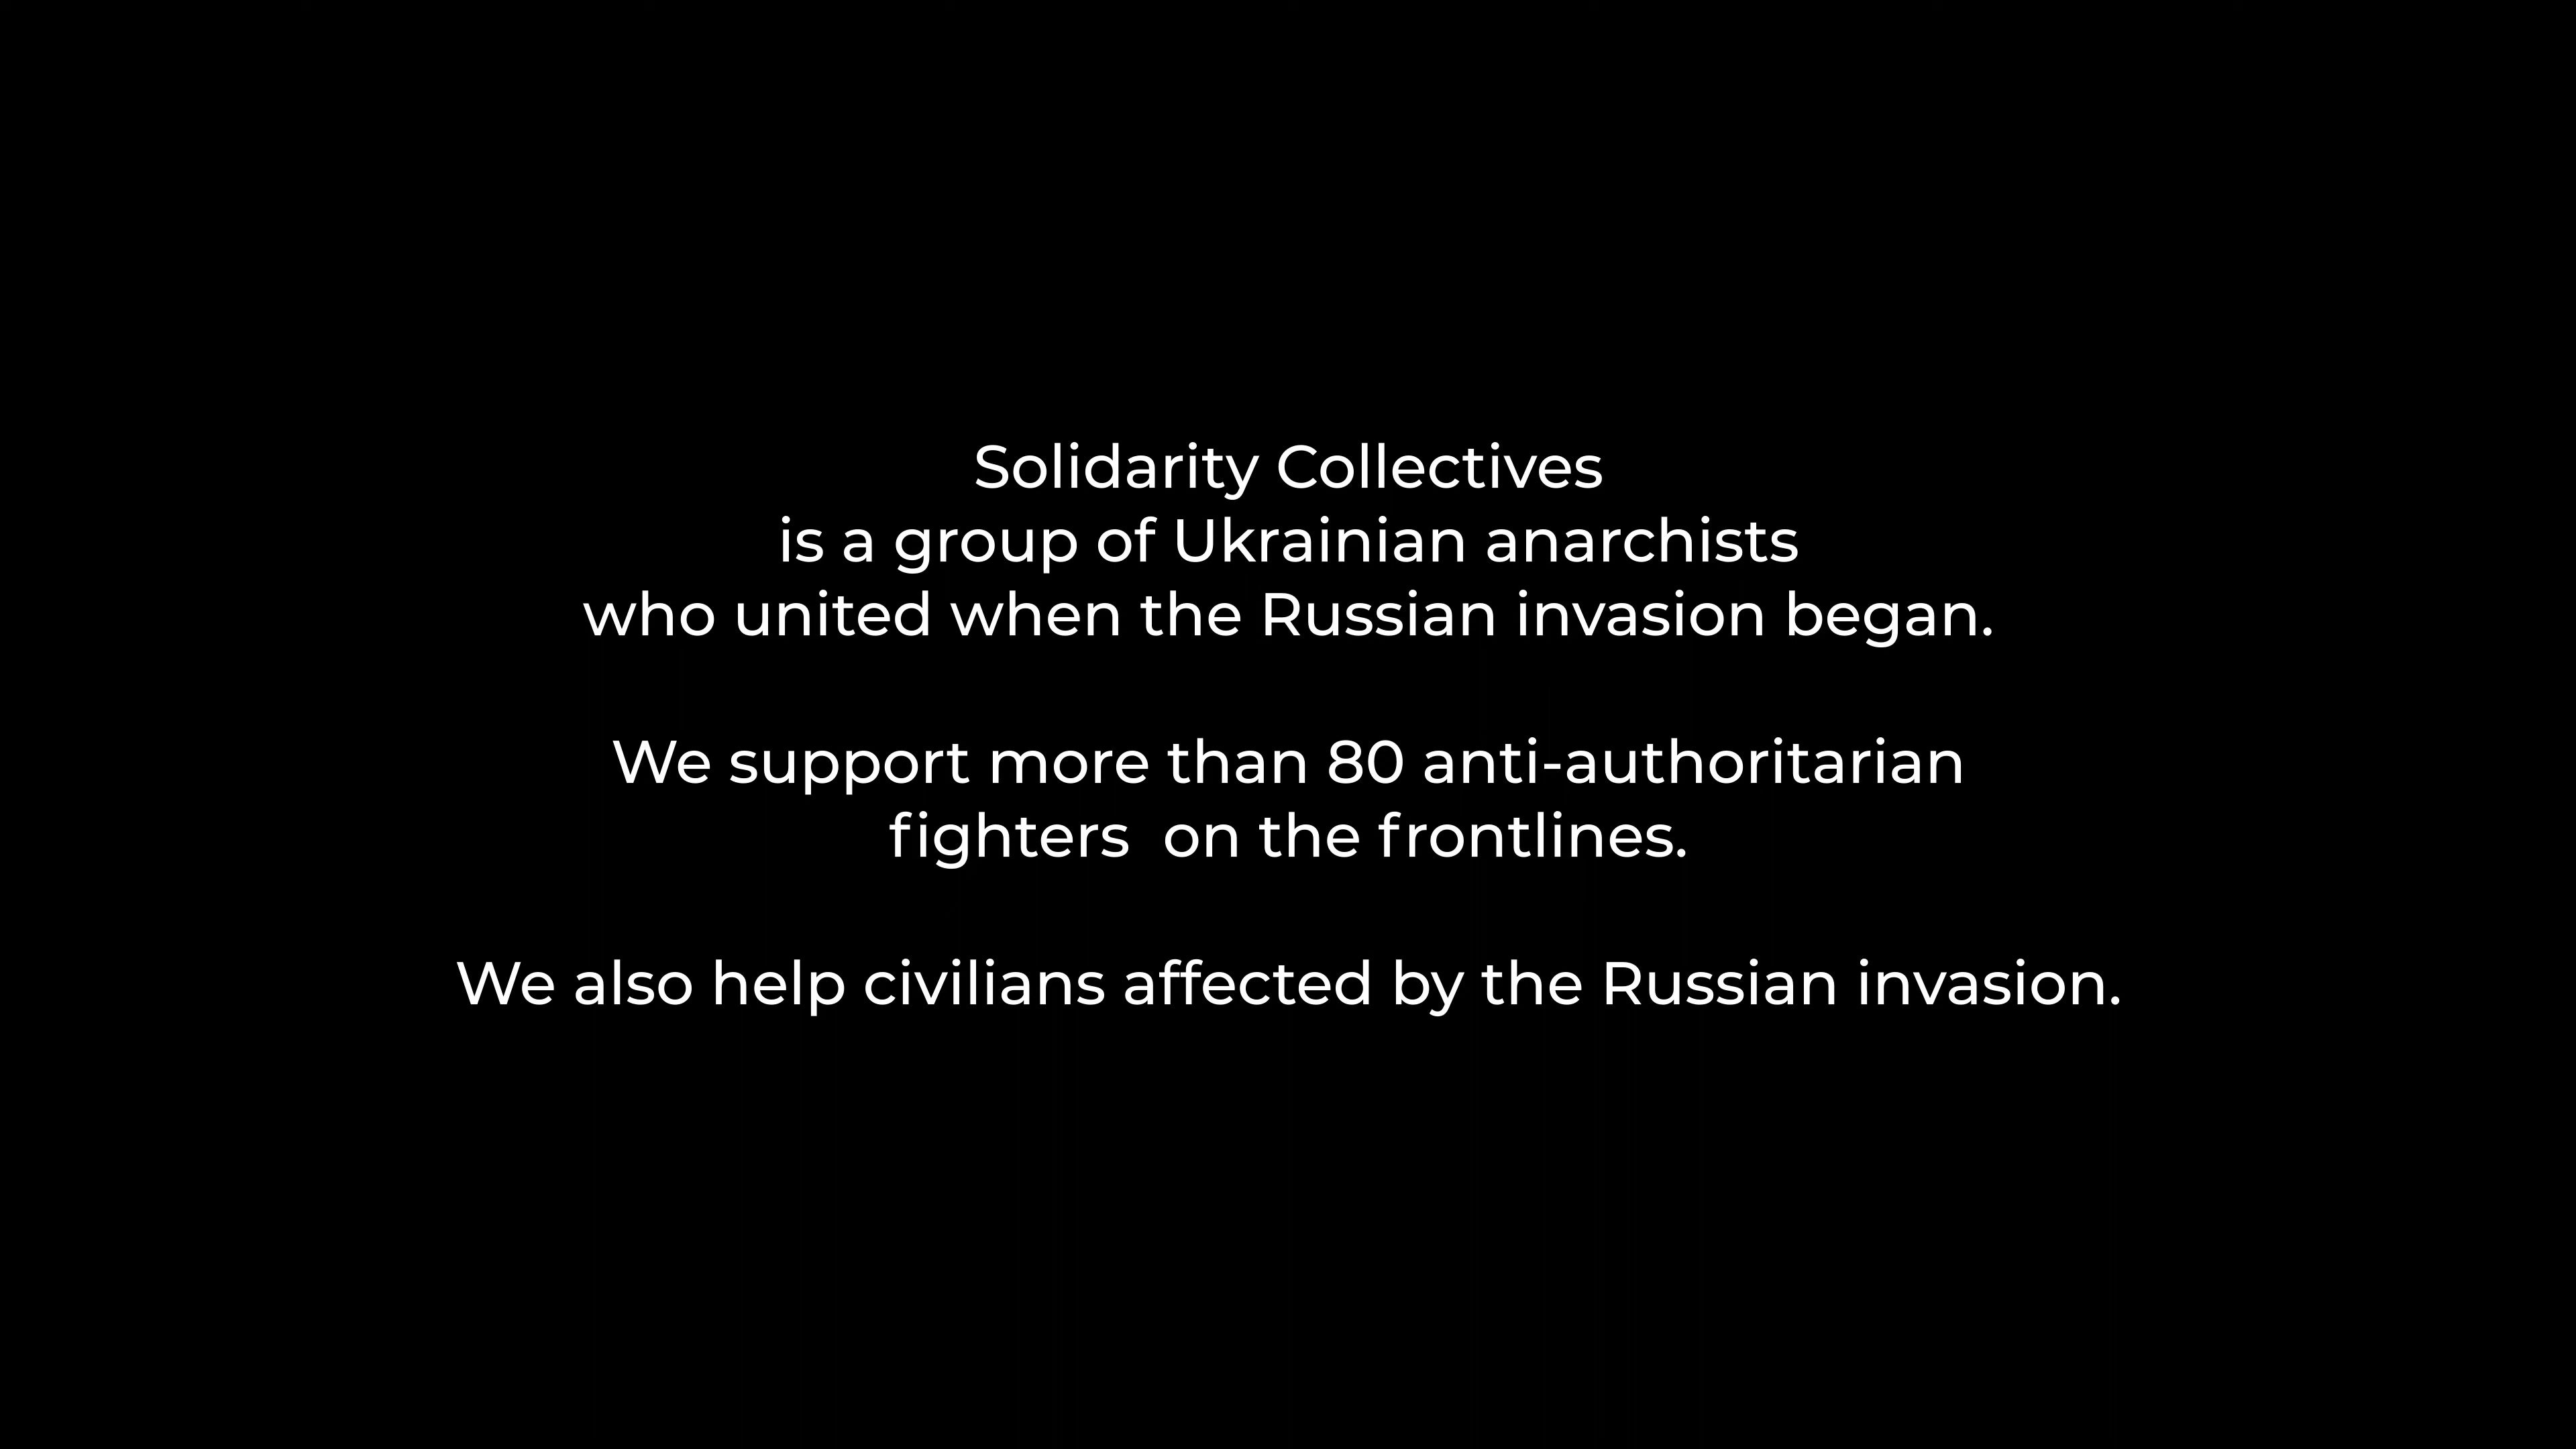 Solidarity Collectives
is a group of Ukrainian anarchists
who united when the Russian invasion began.
We support more than 80 anti-authoritarian
fighters  on the frontlines.
We also help civilians affected by the Russian invasion.